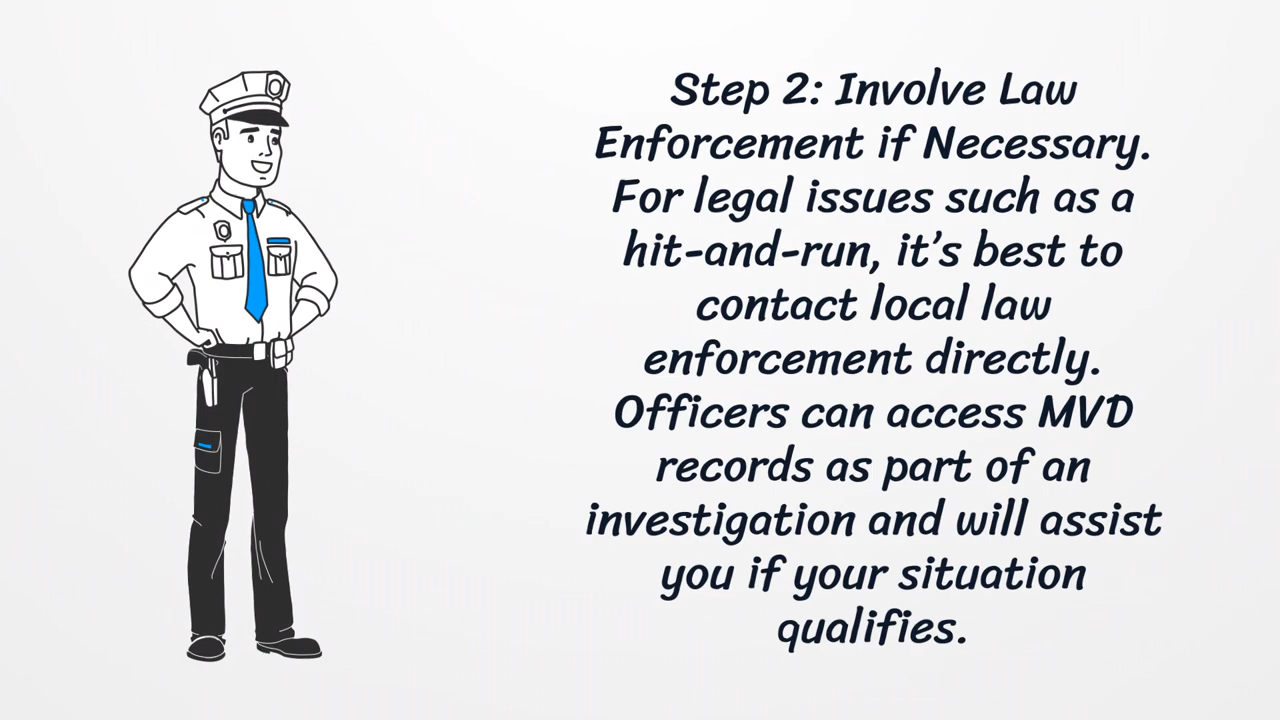 Step 2: Involve Law
Enforcement if Necessary.
For legal issues such as a
hit-and-run, it’s best to
contact local law
enforcement directly.
Officers can access MVD
records as part of an
investigation and will assist
you if your situation
qualifies.